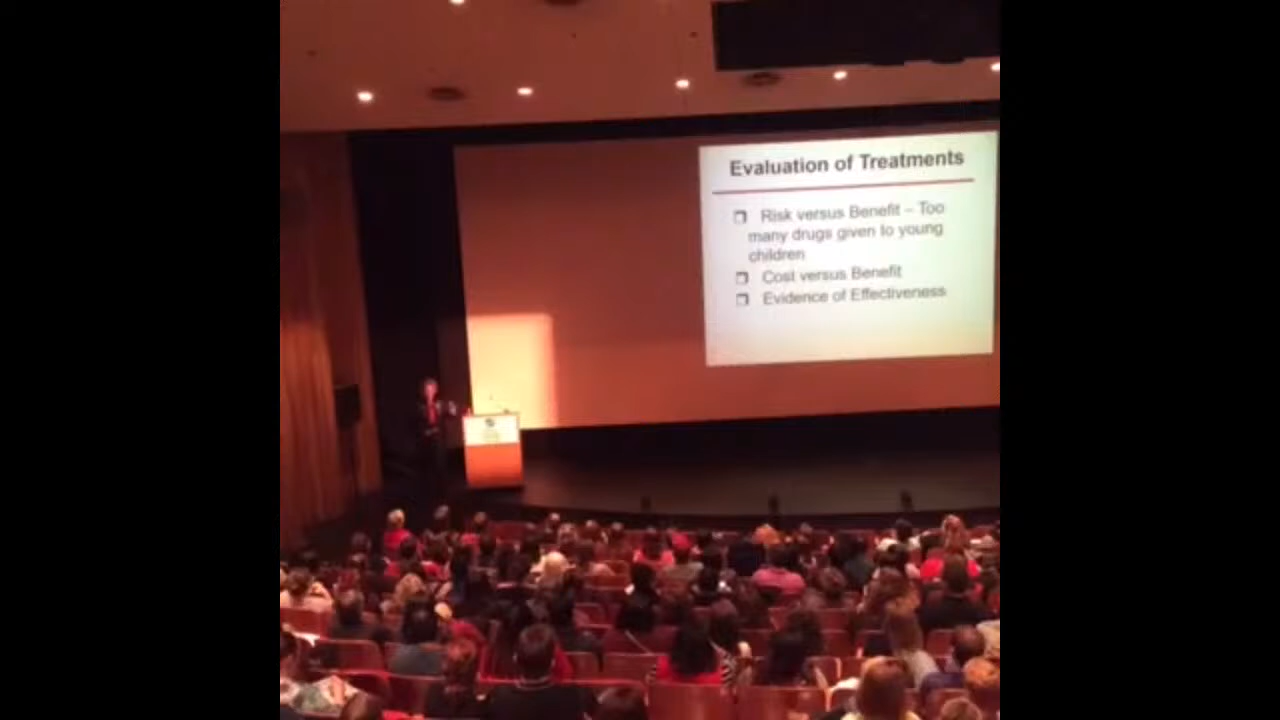 Evaluation of Treatments
❒ Risk versus Benefit – Too
many drugs given to young
children
❒ Cost versus Benefit
❒ Evidence of Effectiveness